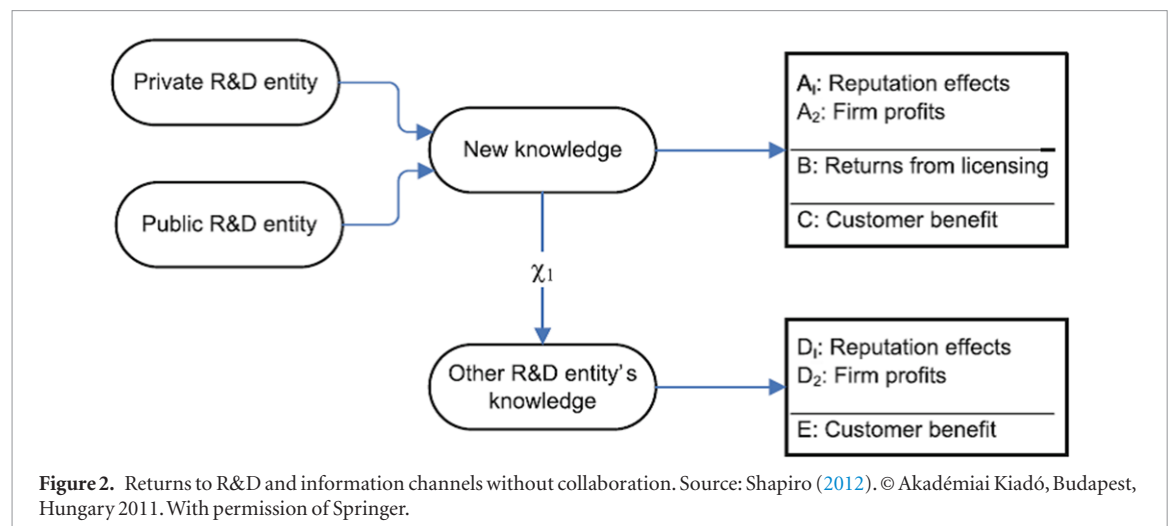 Private R&D entity
Public R&D entity
New knowledge
A₁: Reputation effects
A₂: Firm profits
B: Returns from licensing
C: Customer benefit
χ₁
Other R&D entity's
knowledge
D₁: Reputation effects
D₂: Firm profits
E: Customer benefit
Figure 2. Returns to R&D and information channels without collaboration. Source: Shapiro (2012). © Akadémiai Kiadó, Budapest,
Hungary 2011. With permission of Springer.